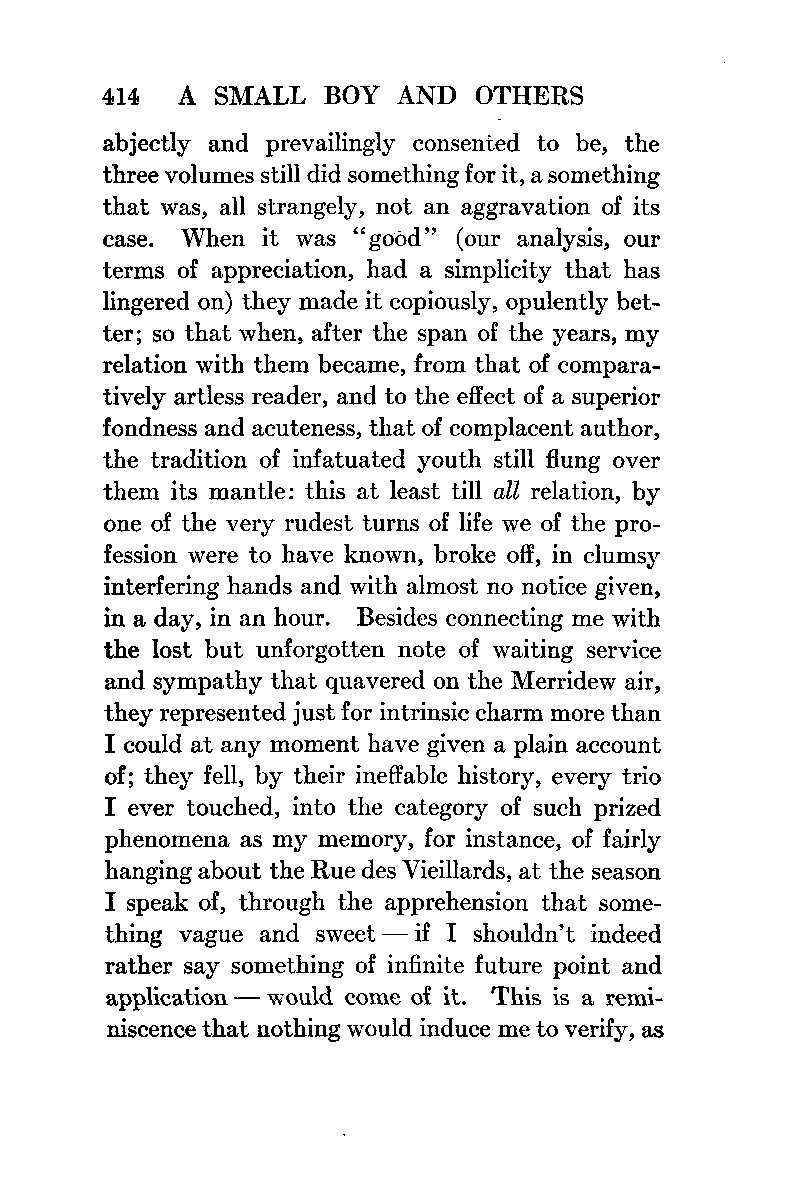 414 A SMALL BOY AND OTHERS
abjectly and prevailingly consented to be, the
three volumes still did something for it, a something
that was, all strangely, not an aggravation of its
case. When it was “good” (our analysis, our
terms of appreciation, had a simplicity that has
lingered on) they made it copiously, opulently bet-
ter; so that when, after the span of the years, my
relation with them became, from that of compara-
tively artless reader, and to the effect of a superior
fondness and acuteness, that of complacent author,
the tradition of infatuated youth still flung over
them its mantle: this at least till all relation, by
one of the very rudest turns of life we of the pro-
fession were to have known, broke off, in clumsy
interfering hands and with almost no notice given,
in a day, in an hour. Besides connecting me with
the lost but unforgotten note of waiting service
and sympathy that quavered on the Merridew air,
they represented just for intrinsic charm more than
I could at any moment have given a plain account
of; they fell, by their ineffable history, every trio
I ever touched, into the category of such prized
phenomena as my memory, for instance, of fairly
hanging about the Rue des Vieillards, at the season
I speak of, through the apprehension that some-
thing vague and sweet — if I shouldn’t indeed
rather say something of infinite future point and
application — would come of it. This is a remi-
niscence that nothing would induce me to verify, as